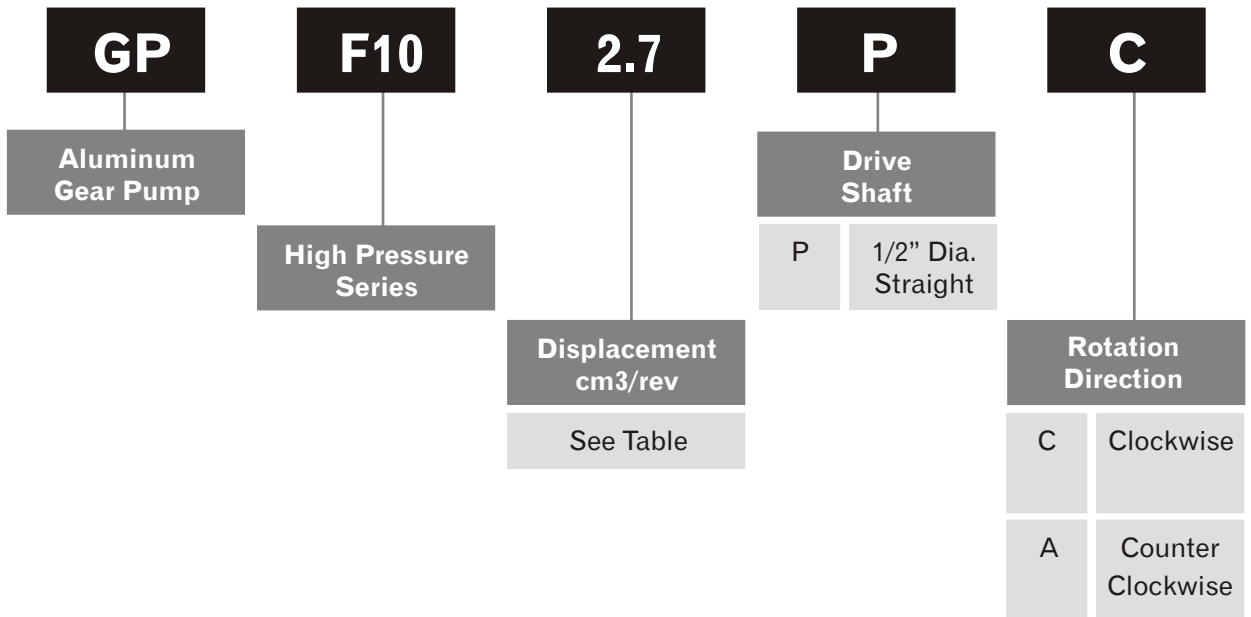 GP
F10
2.7
P
C
Aluminum
Gear Pump
High Pressure
Series
Displacement
cm3/rev
See Table
Drive
Shaft
P
1/2” Dia.
Straight
Rotation
Direction
C
Clockwise
A
Counter
Clockwise